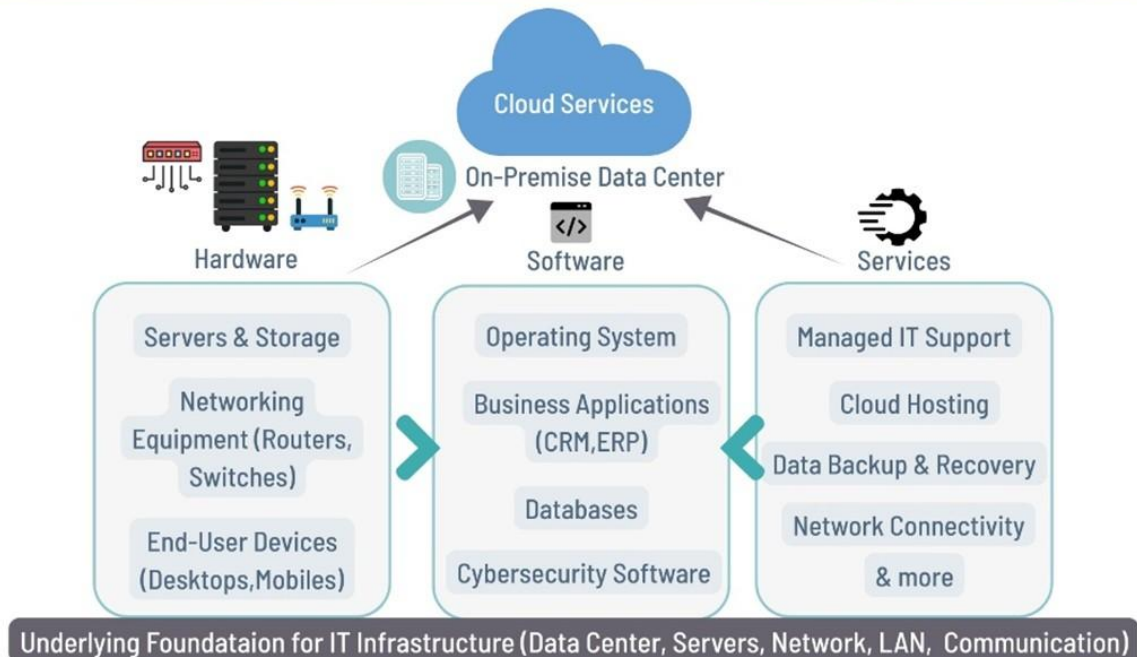 Cloud Services
On-Premise Data Center
Hardware
Software
Services
Servers & Storage
Networking
Equipment (Routers,
Switches)
End-User Devices
(Desktops,Mobiles)
Operating System
Business Applications
(CRM,ERP)
Databases
Cybersecurity Software
Managed IT Support
Cloud Hosting
Data Backup & Recovery
Network Connectivity
& more
Underlying Foundataion for IT Infrastructure (Data Center, Servers, Network, LAN, Communication)